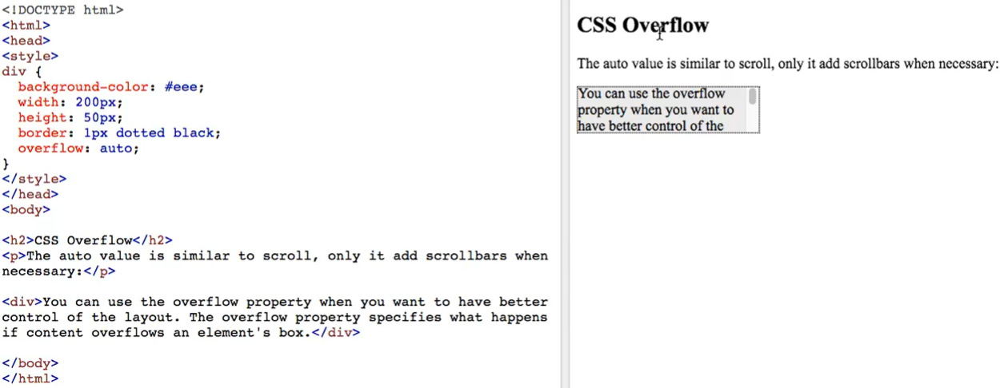 <!DOCTYPE html>
<html>
<head>
<style>
div {
  background-color: #eee;
  width: 200px;
  height: 50px;
  border: 1px dotted black;
  overflow: auto;
}
</style>
</head>
<body>
<h2>CSS Overflow</h2>
<p>The auto value is similar to scroll, only it add scrollbars when
necessary:</p>
<div>You can use the overflow property when you want to have better
control of the layout. The overflow property specifies what happens
if content overflows an element's box.</div>
</body>
</html>
CSS Overflow
The auto value is similar to scroll, only it add scrollbars when necessary:
You can use the overflow
property when you want to
have better control of the